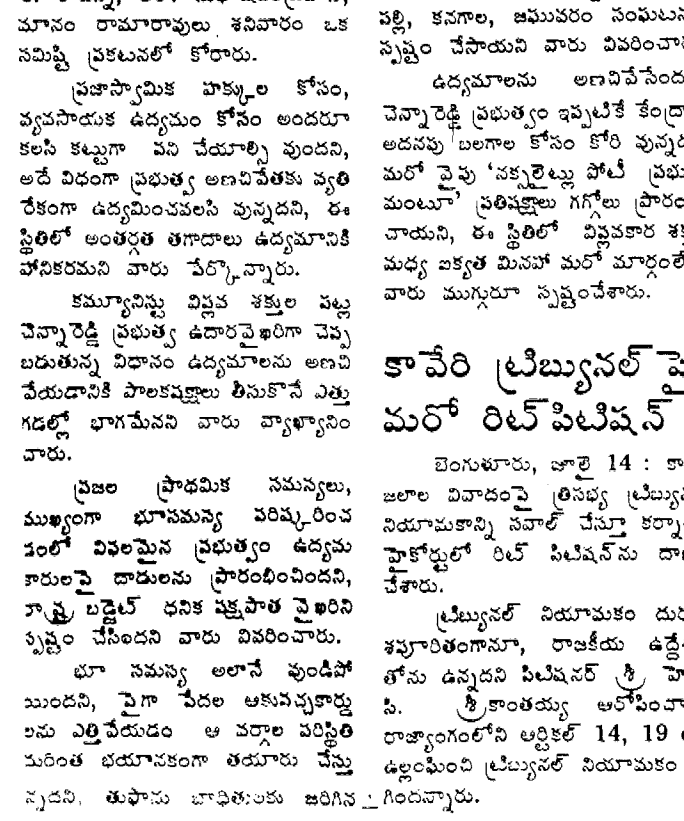 మానం రామారావులు శనివారం ఒక
సమిష్టి ప్రకటనలో కోరారు.
ప్రజాస్వామిక హక్కుల కోసం,
వ్యవసాయక ఉద్యమం కోసం అందరూ
కలసి కట్టుగా పని చేయాల్సి వుందని,
అదే విధంగా ప్రభుత్వ అణచివేతకు వ్యతి
రేకంగా ఉద్యమించవలసి వున్నదని, ఈ
స్థితిలో అంతర్గత తగాదాలు ఉద్యమానికి
హానికరమని వారు పేర్కొన్నారు.
కమ్యూనిస్టు విప్లవ శక్తుల పట్ల
చెన్నారెడ్డి ప్రభుత్వ ఉదారవైఖరిగా చెప్ప
బడుతున్న విధానం ఉద్యమాలను అణచి
వేయడానికి పాలకపక్షాలు తీసుకొనే ఎత్తు
గడల్లో భాగమేనని వారు వ్యాఖ్యానిం
చారు.
ప్రజల ప్రాథమిక సమస్యలు,
ముఖ్యంగా భూసమస్య పరిష్కరించ
డంలో విఫలమైన ప్రభుత్వం ఉద్యమ
కారులపై దాడులను ప్రారంభించిందని,
రాష్ట్ర బడ్జెట్ ధనిక పక్షపాత వైఖరిని
స్పష్టం చేసిందని వారు వివరించారు.
భూ సమస్య అలానే వుండిపో
యిందని, పైగా పేదల ఆకుపచ్చకార్డు
లను ఎత్తివేయడం ఆ వర్గాల పరిస్థితి
మరింత భయానకంగా తయారు చేస్తు
న్నదని, తుఫాను బాధితులకు జరిగిన
పల్లి, కనగాల, జఘువరం సంఘటన
స్పష్టం చేసాయని వారు వివరించా
ఉద్యమాలను అణచివేసేంద
చెన్నారెడ్డి ప్రభుత్వం ఇప్పటికే కేంద్రా
అదనపు బలగాల కోసం కోరి వున్నద
మరో వైపు ‘నక్సలైట్లు పోటీ ప్రభు
మంటూ’ ప్రతిపక్షాలు గగ్గోలు ప్రారం
చాయని, ఈ స్థితిలో విప్లవకార శక్
మధ్య ఐక్యత మినహా మరో మార్గంలే
వారు ముగ్గురూ స్పష్టంచేశారు.
కావేరి ట్రిబ్యునల్ పై
మరో రిట్ పిటిషన్
బెంగుళూరు, జూలై 14 : కా
జలాల వివాదంపై త్రిసభ్య ట్రిబ్యున
నియామకాన్ని సవాల్ చేస్తూ కర్నా
హైకోర్టులో రిట్ పిటిషన్‌ను దా
చేశారు.
ట్రిబ్యునల్ నియామకం దురు
శపూరితంగానూ, రాజకీయ ఉద్దే
తోను ఉన్నదని పిటిషనర్ శ్రీ హె
సి. శ్రీకాంతయ్య ఆరోపించా
రాజ్యాంగంలోని ఆర్టికల్ 14, 19
ఉల్లంఘించి ట్రిబ్యునల్ నియామకం
గిందన్నారు.